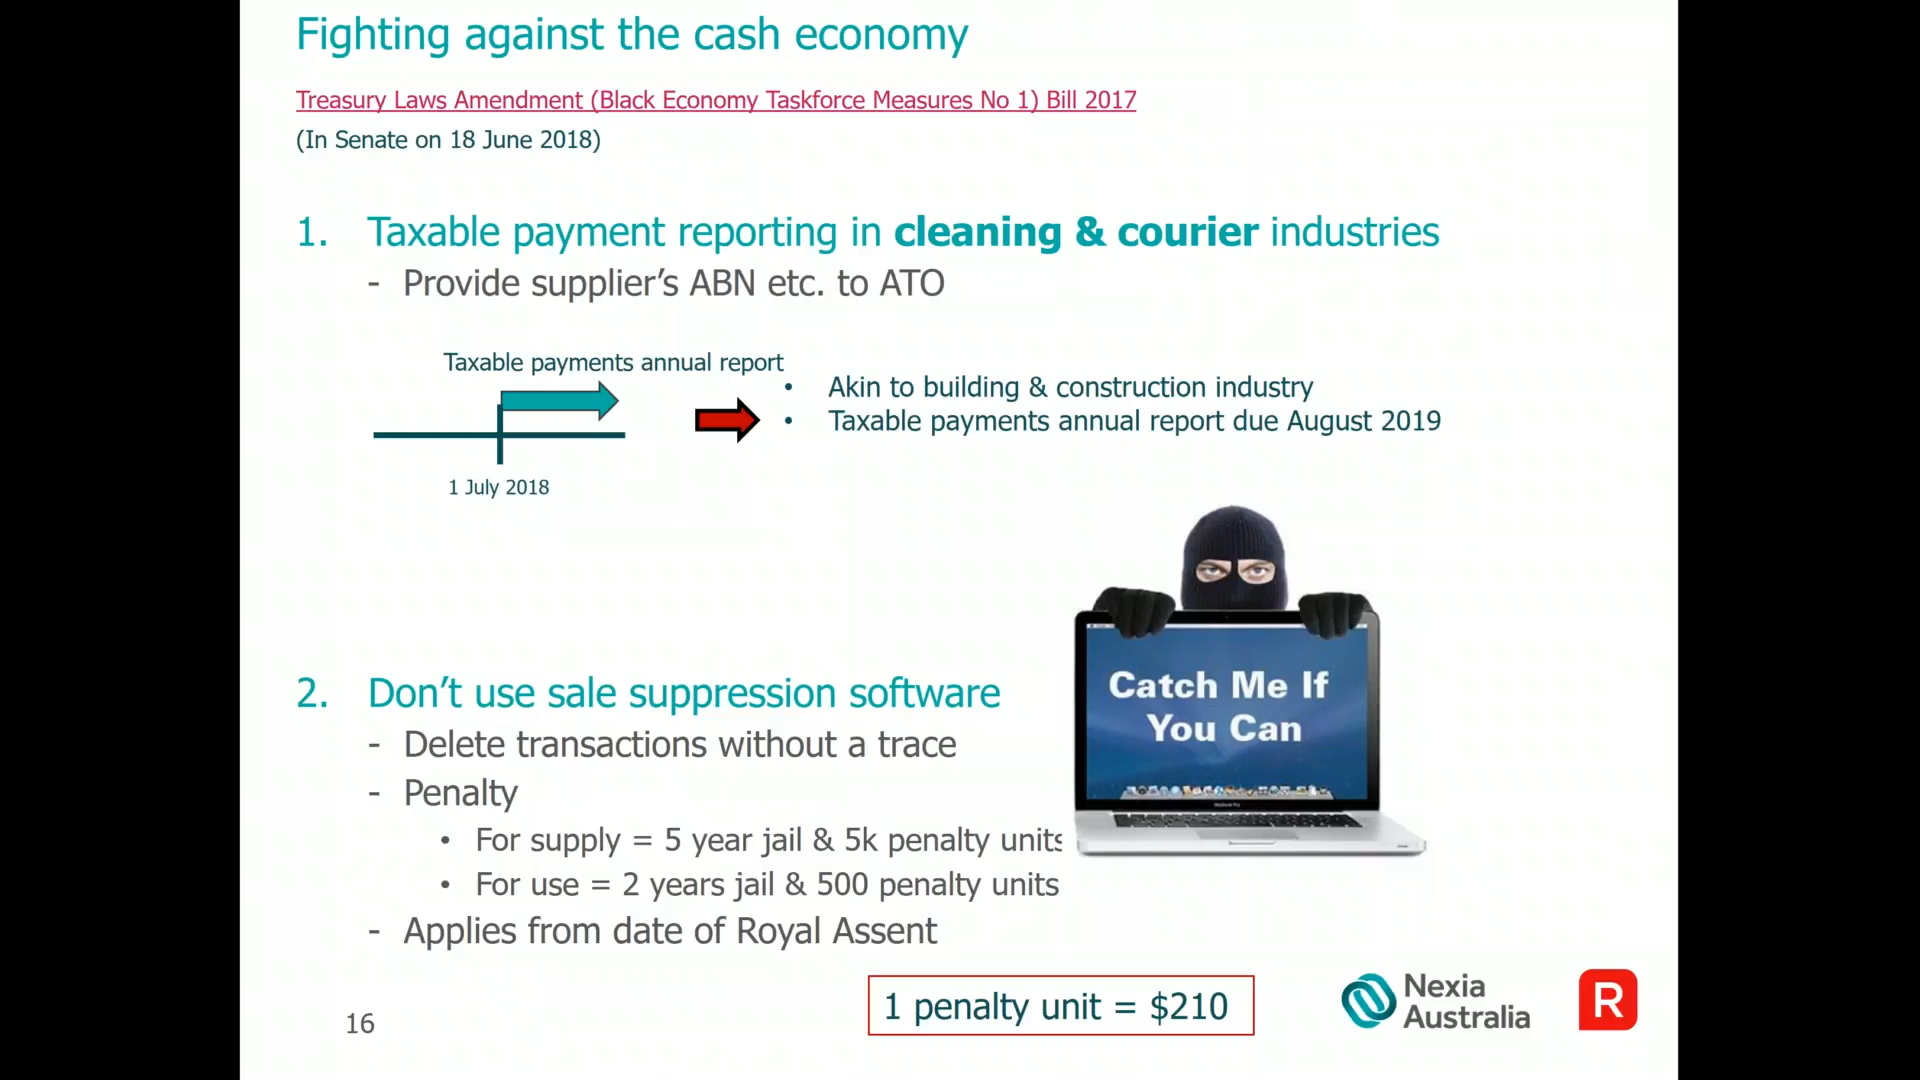 Fighting against the cash economy
Treasury Laws Amendment (Black Economy Taskforce Measures No 1) Bill 2017
(In Senate on 18 June 2018)
1. Taxable payment reporting in cleaning & courier industries
- Provide supplier’s ABN etc. to ATO
Taxable payments annual report
• Akin to building & construction industry
• Taxable payments annual report due August 2019
1 July 2018
Catch Me If
You Can
2. Don’t use sale suppression software
- Delete transactions without a trace
- Penalty
• For supply = 5 year jail & 5k penalty units
• For use = 2 years jail & 500 penalty units
- Applies from date of Royal Assent
1 penalty unit = $210
Nexia
Australia
R
16